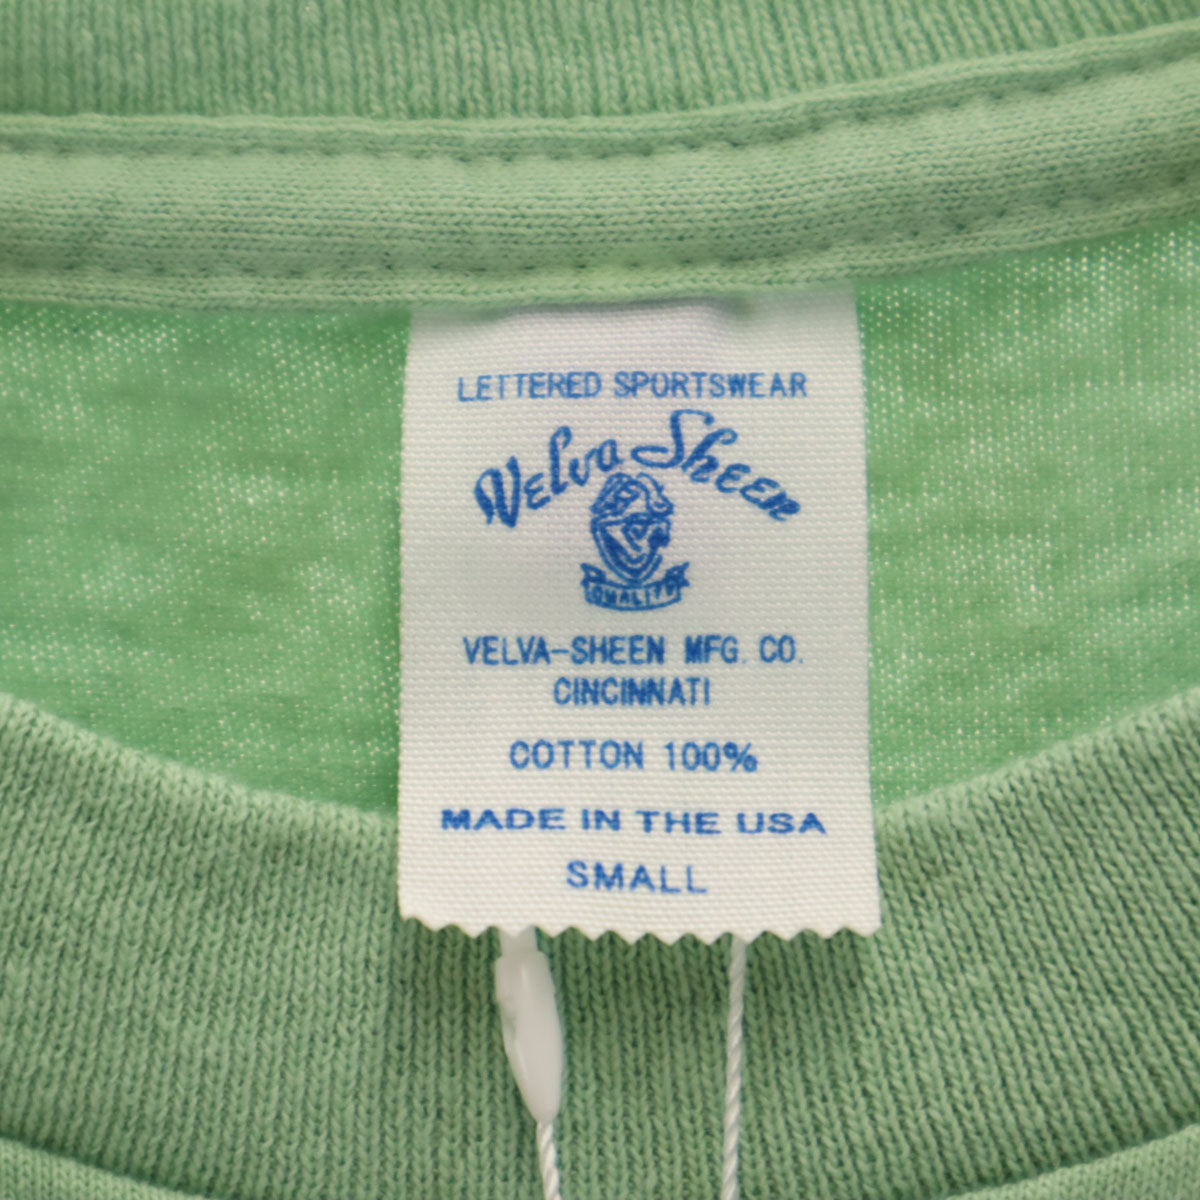 LETTERED SPORTSWEAR
Velva Sheen
QUALITY
VELVA-SHEEN MFG. CO.
CINCINNATI
COTTON 100%
MADE IN THE USA
SMALL